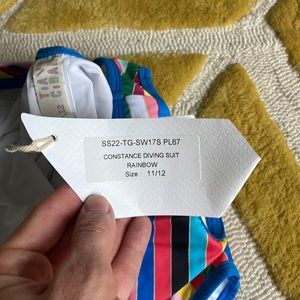 SS22-TG-SW17S PL67
CONSTANCE DIVING SUIT
RAINBOW
Size : 11/12